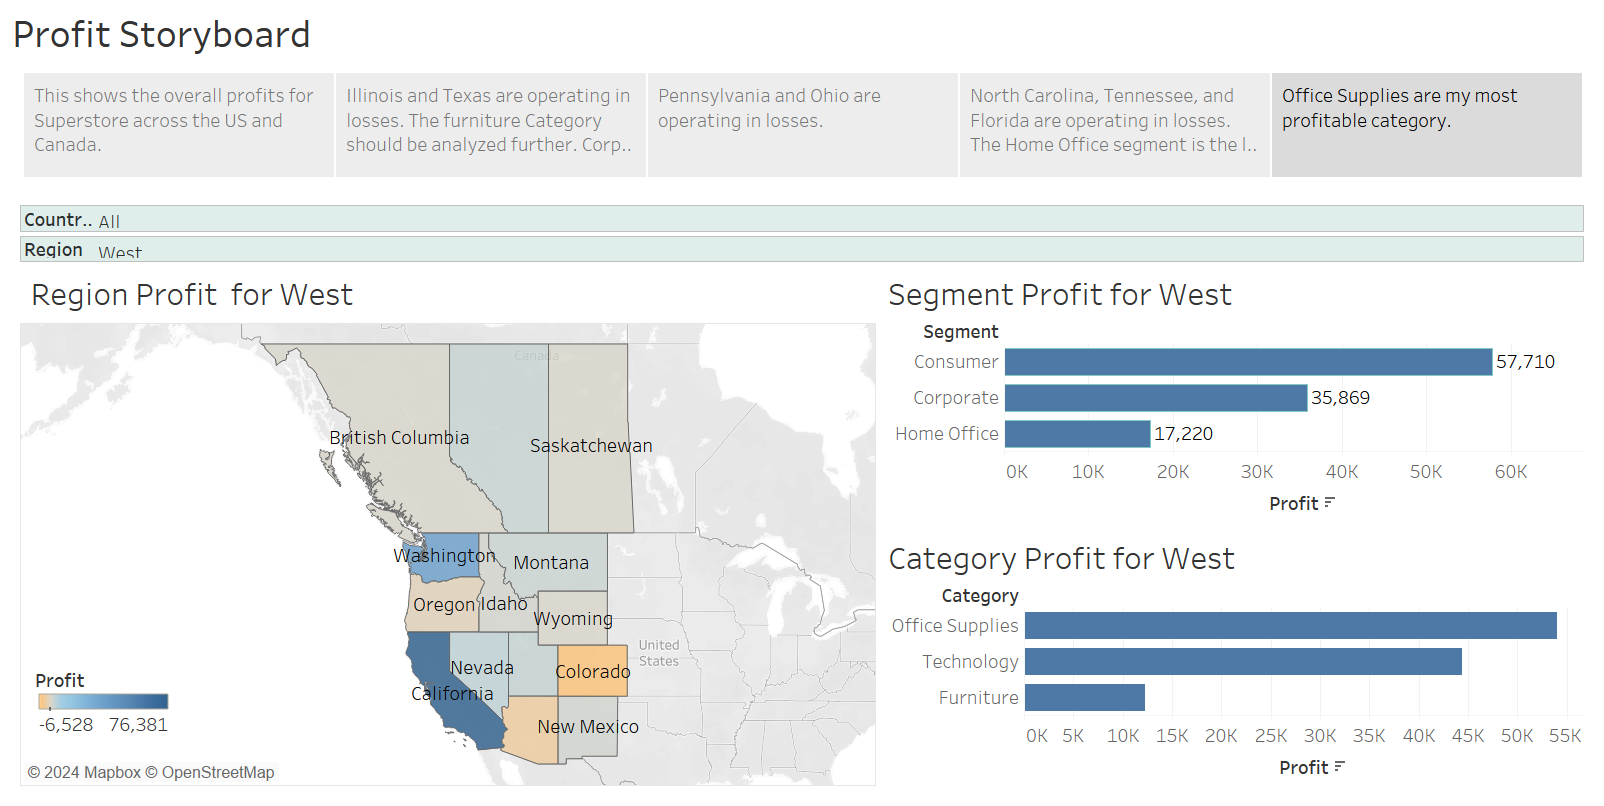 Profit Storyboard
This shows the overall profits for
Superstore across the US and
Canada.
Illinois and Texas are operating in
losses. The furniture Category
should be analyzed further. Corp..
Pennsylvania and Ohio are
operating in losses.
North Carolina, Tennessee, and
Florida are operating in losses.
The Home Office segment is the l..
Office Supplies are my most
profitable category.
Countr.. All
Region West
Region Profit for West
Canada
British Columbia
Saskatchewan
Washington
Montana
Oregon
Idaho
Wyoming
United
States
Nevada
Colorado
California
New Mexico
Profit
-6,528 76,381
© 2024 Mapbox © OpenStreetMap
Segment Profit for West
Segment
Consumer 57,710
Corporate 35,869
Home Office 17,220
0K 10K 20K 30K 40K 50K 60K
Profit
Category Profit for West
Category
Office Supplies
Technology
Furniture
0K 5K 10K 15K 20K 25K 30K 35K 40K 45K 50K 55K
Profit